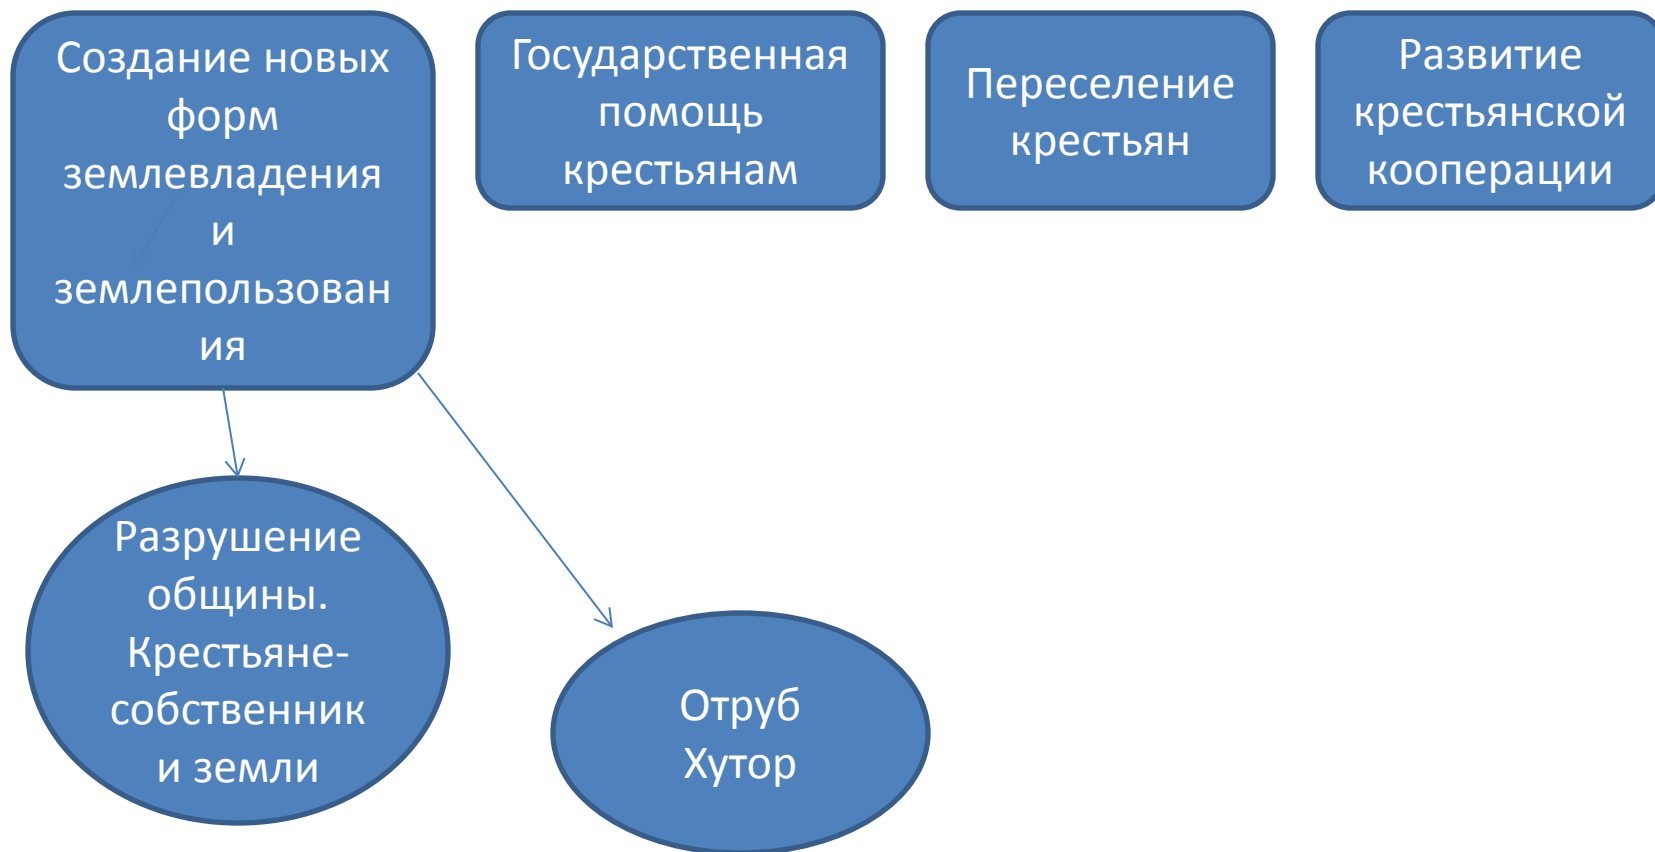 Создание новых
форм
землевладения
и
землепользован
ия
Государственная
помощь
крестьянам
Переселение
крестьян
Развитие
крестьянской
кооперации
Разрушение
общины.
Крестьяне-
собственник
и земли
Отруб
Хутор